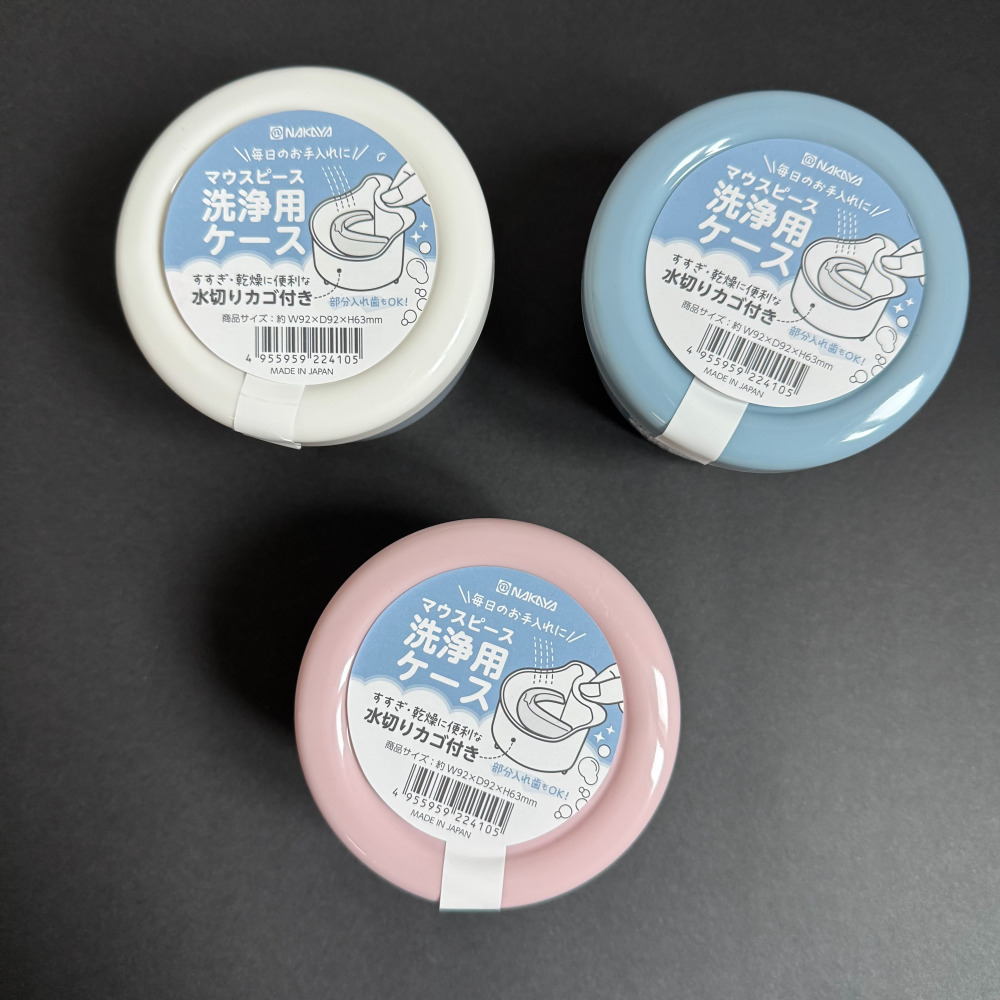 NAKAYA
毎日のお手入れに
マウスピース
洗浄用
ケース
すすぎ・乾燥に便利な
水切りカゴ付き
部分入れ歯もOK!
商品サイズ:約 W92×D92×H63mm
4 955959 224105
MADE IN JAPAN
NAKAYA
毎日のお手入れに
マウスピース
洗浄用
ケース
すすぎ・乾燥に便利な
水切りカゴ付き
部分入れ歯もOK!
商品サイズ:約 W92×D92×H63mm
4 955959 224105
MADE IN JAPAN
NAKAYA
毎日のお手入れに
マウスピース
洗浄用
ケース
すすぎ・乾燥に便利な
水切りカゴ付き
部分入れ歯もOK!
商品サイズ:約 W92×D92×H63mm
4 955959 224105
MADE IN JAPAN